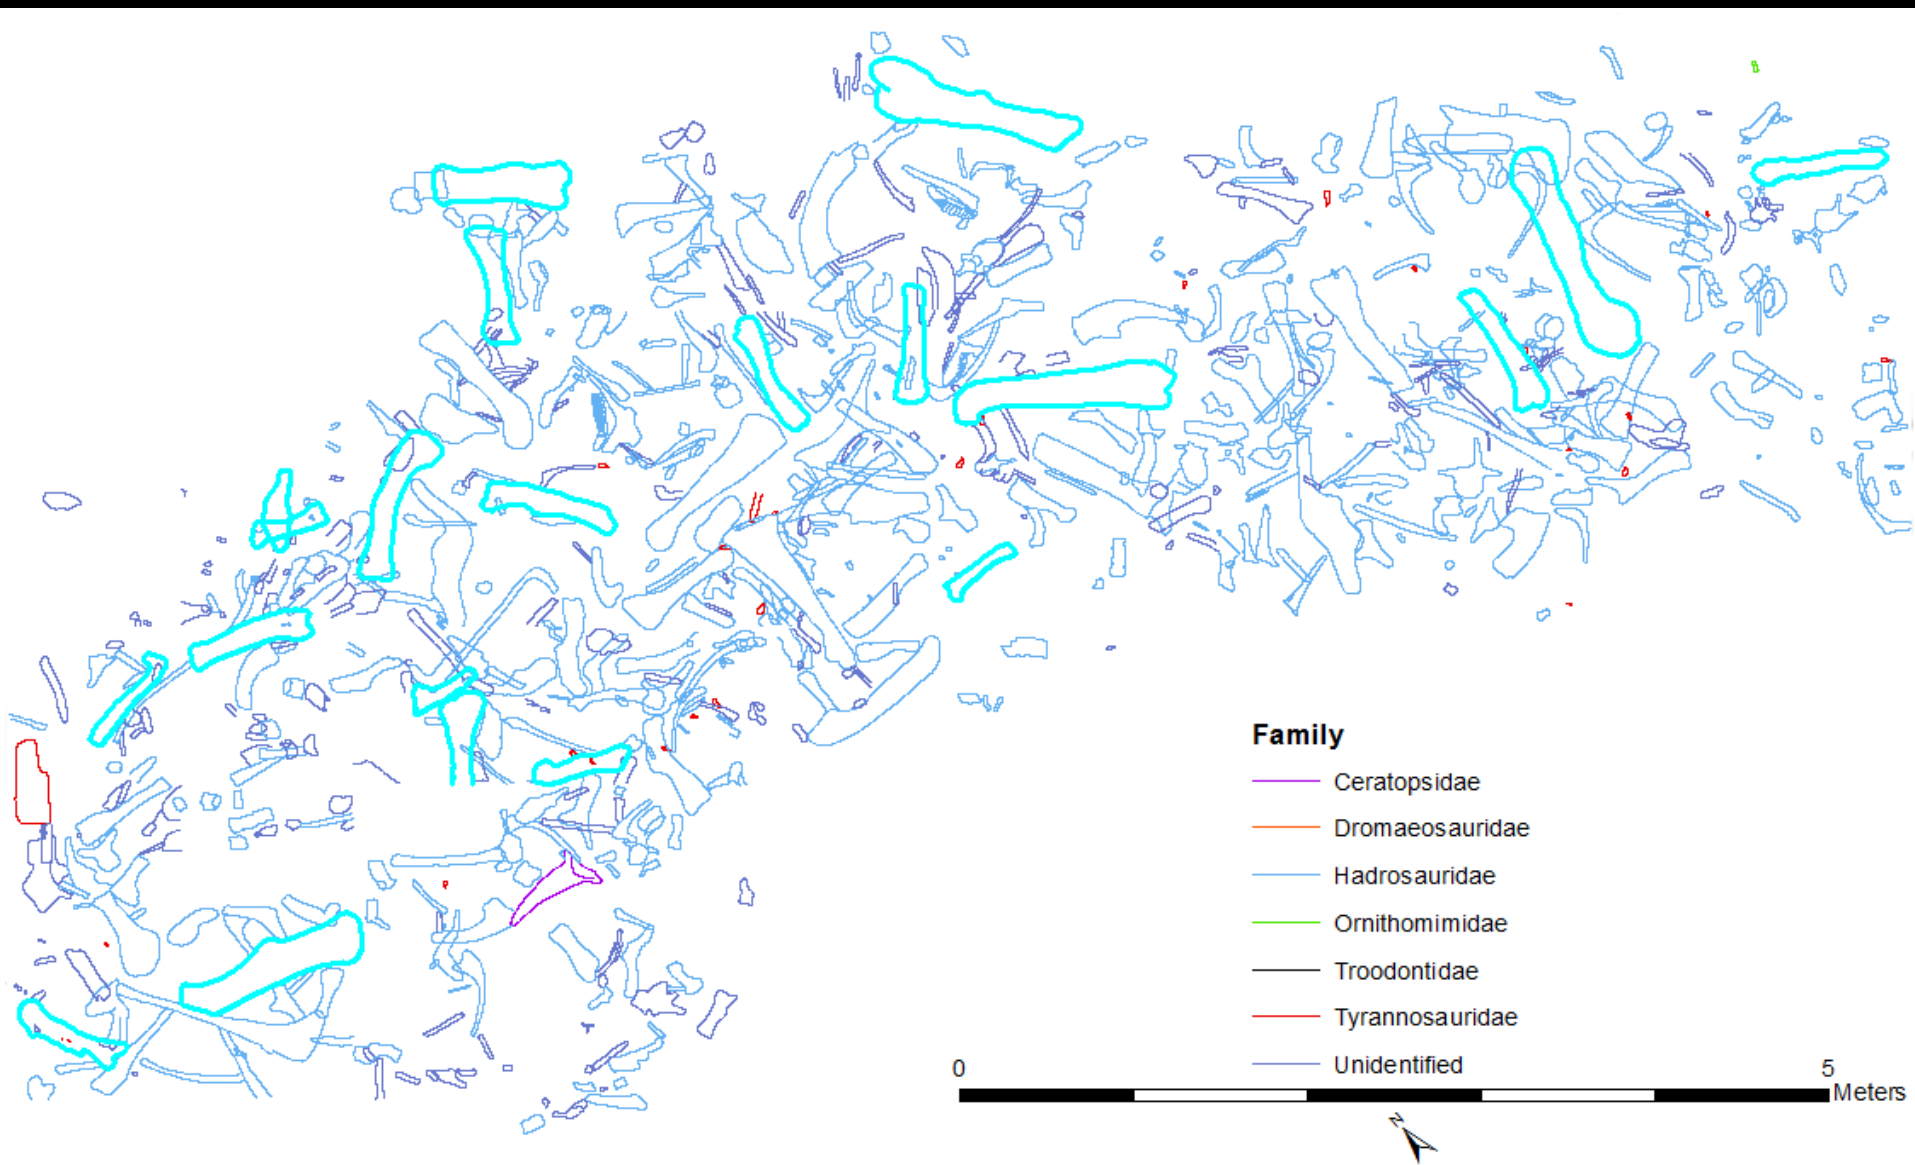 Family
Ceratopsidae
Dromaeosauridae
Hadrosauridae
Ornithomimidae
Troodontidae
Tyrannosauridae
Unidentified
0 5
Meters
N